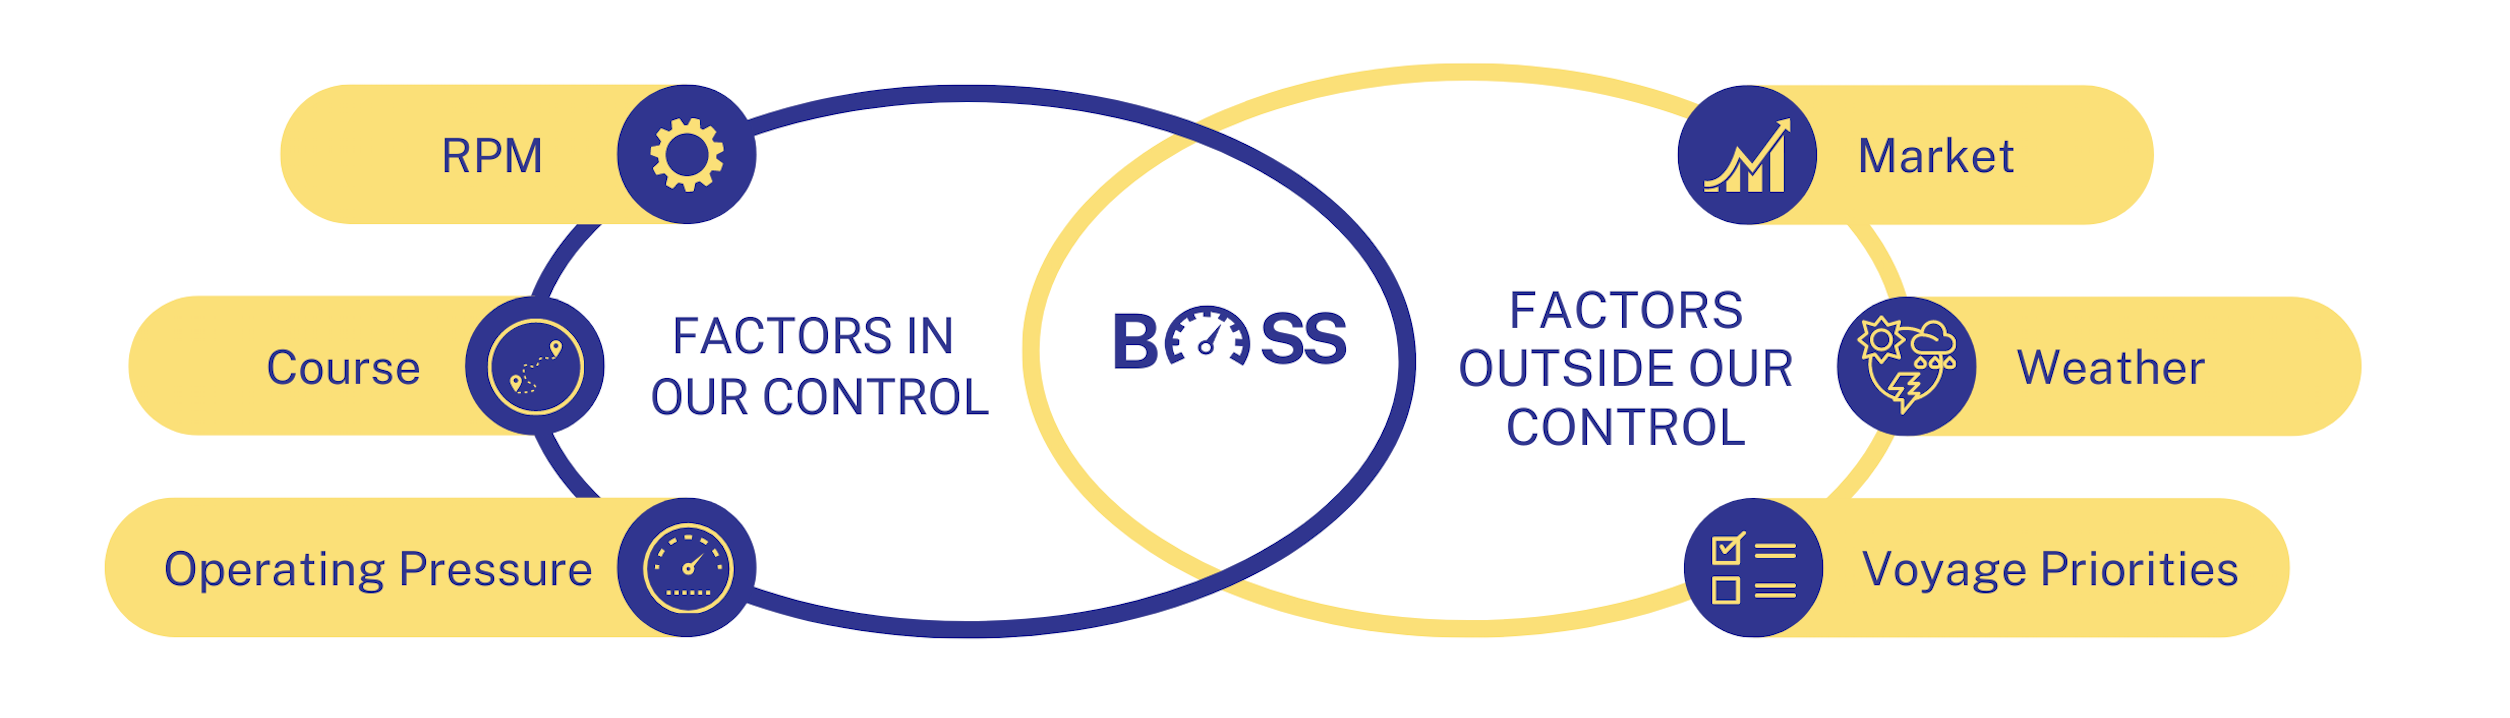 RPM
Course
Operating Pressure
FACTORS IN
OUR CONTROL
BOSS
FACTORS
OUTSIDE OUR
CONTROL
Market
Weather
Voyage Priorities